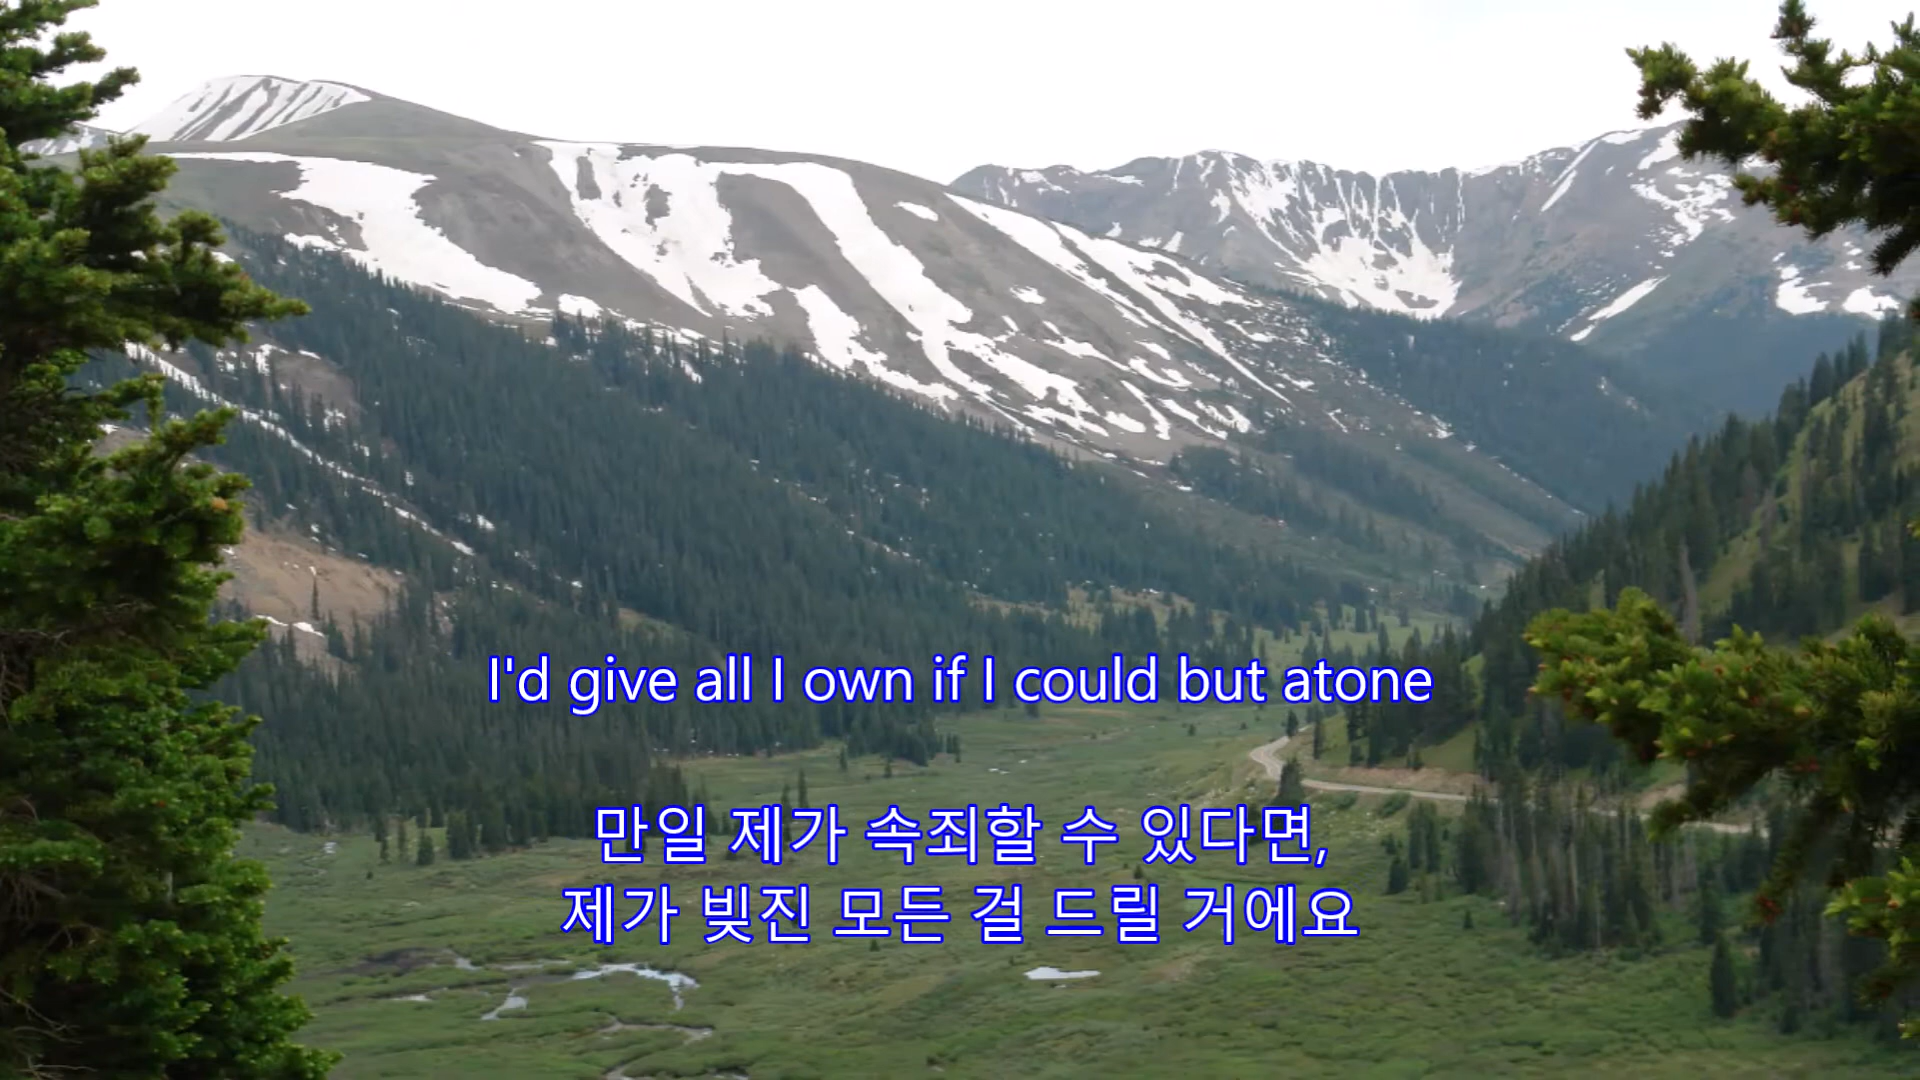 I'd give all I own if I could but atone
만일 제가 속죄할 수 있다면,
제가 빚진 모든 걸 드릴 거에요